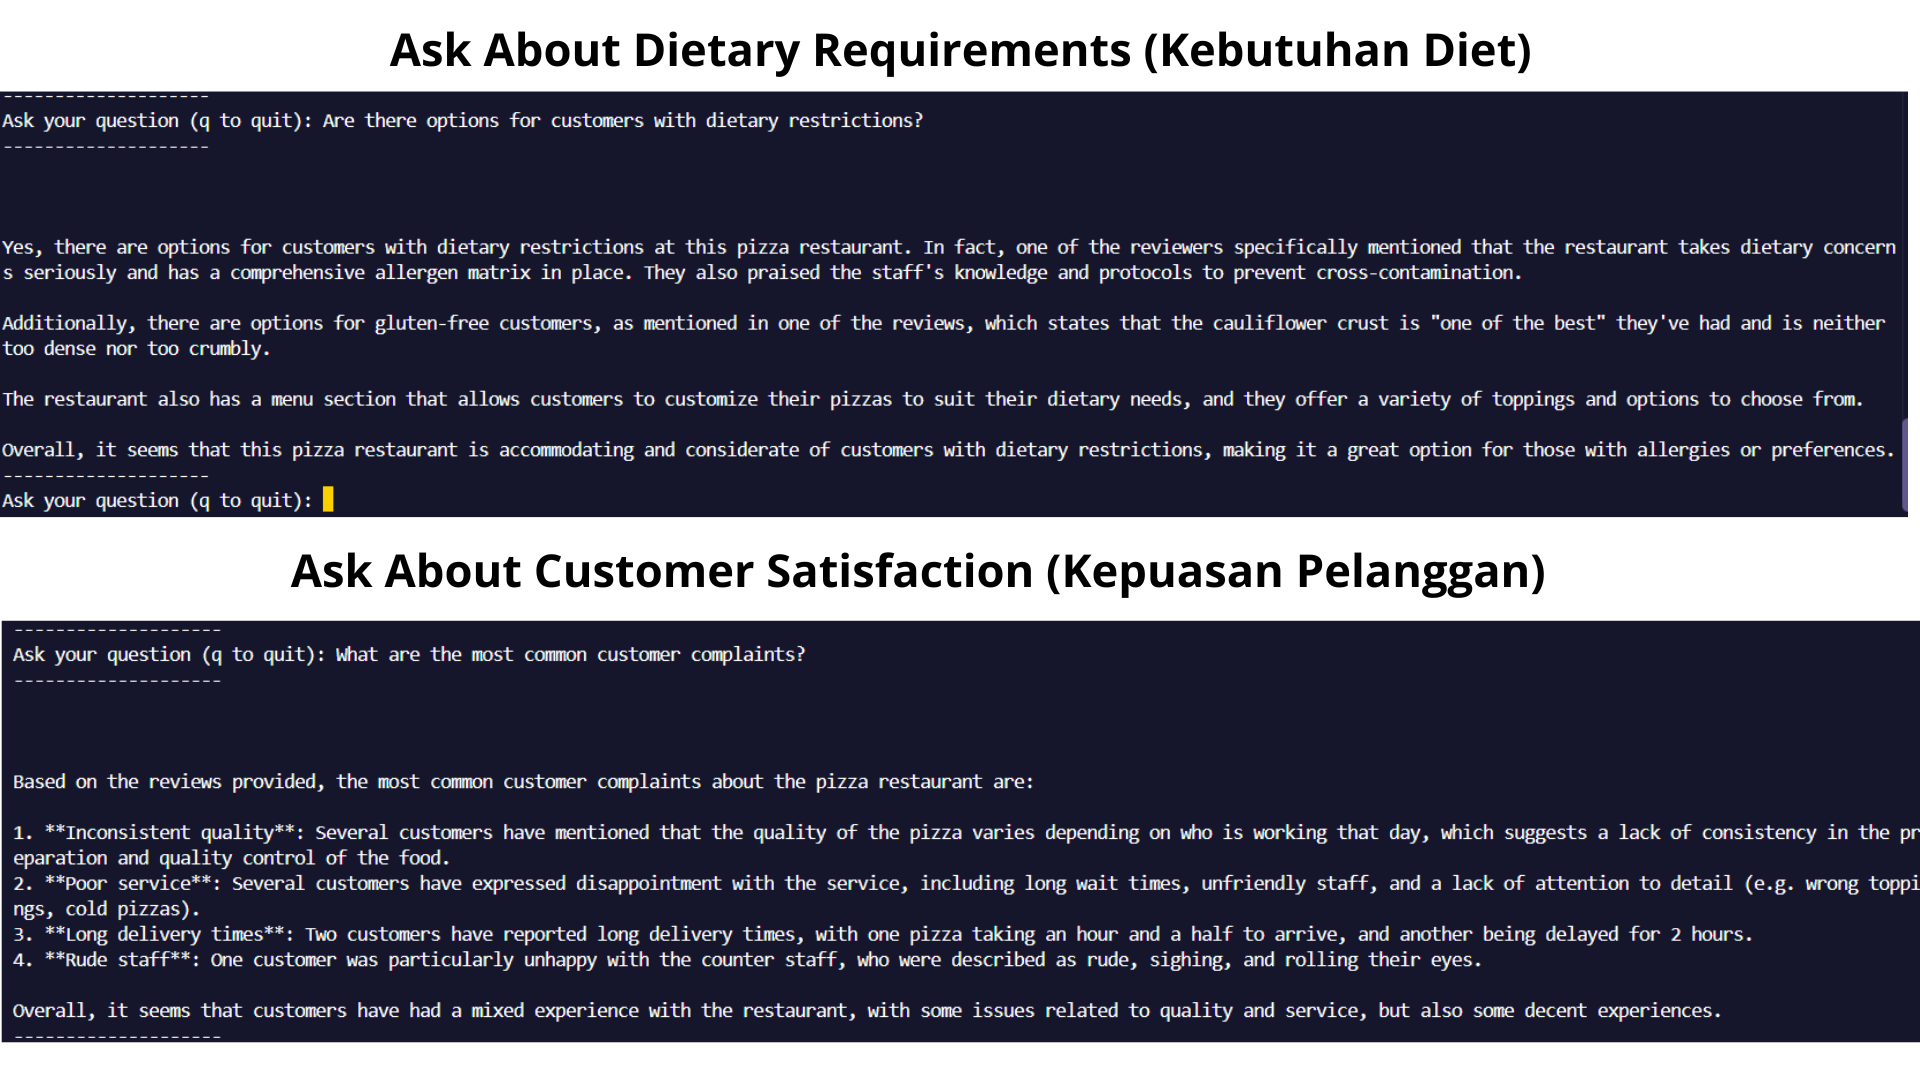 Ask About Dietary Requirements (Kebutuhan Diet)
--------------------
Ask your question (q to quit): Are there options for customers with dietary restrictions?
--------------------
Yes, there are options for customers with dietary restrictions at this pizza restaurant. In fact, one of the reviewers specifically mentioned that the restaurant takes dietary concern
s seriously and has a comprehensive allergen matrix in place. They also praised the staff's knowledge and protocols to prevent cross-contamination.
Additionally, there are options for gluten-free customers, as mentioned in one of the reviews, which states that the cauliflower crust is "one of the best" they've had and is neither
too dense nor too crumbly.
The restaurant also has a menu section that allows customers to customize their pizzas to suit their dietary needs, and they offer a variety of toppings and options to choose from.
Overall, it seems that this pizza restaurant is accommodating and considerate of customers with dietary restrictions, making it a great option for those with allergies or preferences.
--------------------
Ask your question (q to quit):
Ask About Customer Satisfaction (Kepuasan Pelanggan)
--------------------
Ask your question (q to quit): What are the most common customer complaints?
--------------------
Based on the reviews provided, the most common customer complaints about the pizza restaurant are:
1. **Inconsistent quality**: Several customers have mentioned that the quality of the pizza varies depending on who is working that day, which suggests a lack of consistency in the pr
eparation and quality control of the food.
2. **Poor service**: Several customers have expressed disappointment with the service, including long wait times, unfriendly staff, and a lack of attention to detail (e.g. wrong toppi
ngs, cold pizzas).
3. **Long delivery times**: Two customers have reported long delivery times, with one pizza taking an hour and a half to arrive, and another being delayed for 2 hours.
4. **Rude staff**: One customer was particularly unhappy with the counter staff, who were described as rude, sighing, and rolling their eyes.
Overall, it seems that customers have had a mixed experience with the restaurant, with some issues related to quality and service, but also some decent experiences.
--------------------